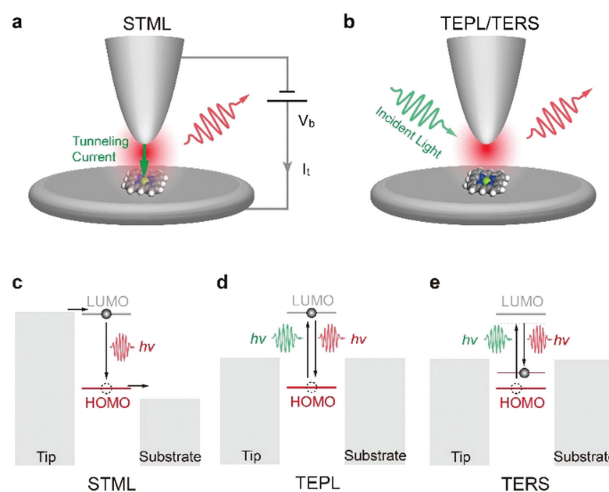 a
STML
Tunneling
Current
V_b
I_t
b
TEPL/TERS
Incident Light
c
LUMO
hν
HOMO
Tip
Substrate
STML
d
LUMO
hν
hν
HOMO
Tip
Substrate
TEPL
e
LUMO
hν
hν
HOMO
Tip
Substrate
TERS